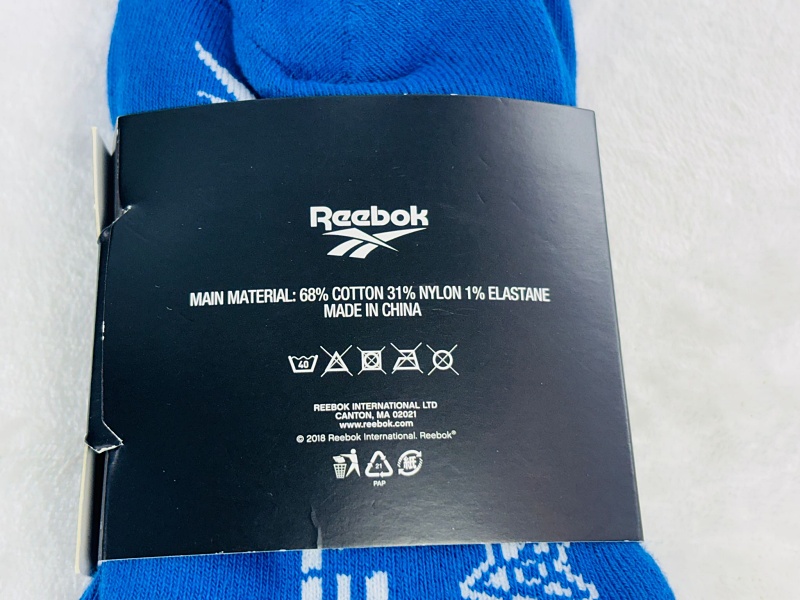 Reebok
MAIN MATERIAL: 68% COTTON 31% NYLON 1% ELASTANE
MADE IN CHINA
40
REEBOK INTERNATIONAL LTD
CANTON, MA 02021
www.reebok.com
© 2018 Reebok International. Reebok®
21
PAP